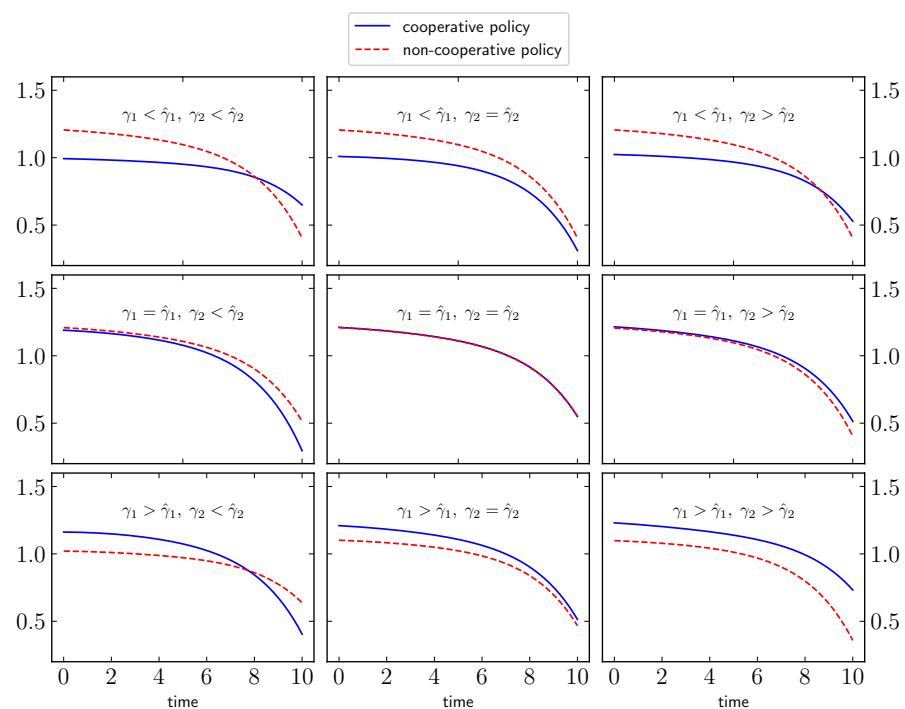 cooperative policy
non-cooperative policy
1.5
1.0
0.5
γ₁ < γ̂₁, γ₂ < γ̂₂
γ₁ < γ̂₁, γ₂ = γ̂₂
γ₁ < γ̂₁, γ₂ > γ̂₂
1.5
1.0
0.5
1.5
1.0
0.5
γ₁ = γ̂₁, γ₂ < γ̂₂
γ₁ = γ̂₁, γ₂ = γ̂₂
γ₁ = γ̂₁, γ₂ > γ̂₂
1.5
1.0
0.5
1.5
1.0
0.5
γ₁ > γ̂₁, γ₂ < γ̂₂
γ₁ > γ̂₁, γ₂ = γ̂₂
γ₁ > γ̂₁, γ₂ > γ̂₂
1.5
1.0
0.5
0 2 4 6 8 10
0 2 4 6 8 10
0 2 4 6 8 10
time
time
time